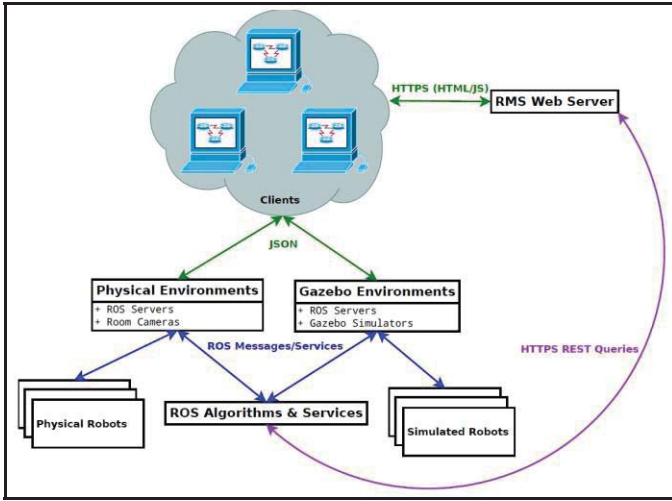 HTTPS (HTML/JS)
RMS Web Server
Clients
JSON
Physical Environments
+ ROS Servers
+ Room Cameras
Gazebo Environments
+ ROS Servers
+ Gazebo Simulators
ROS Messages/Services
HTTPS REST Queries
Physical Robots
ROS Algorithms & Services
Simulated Robots